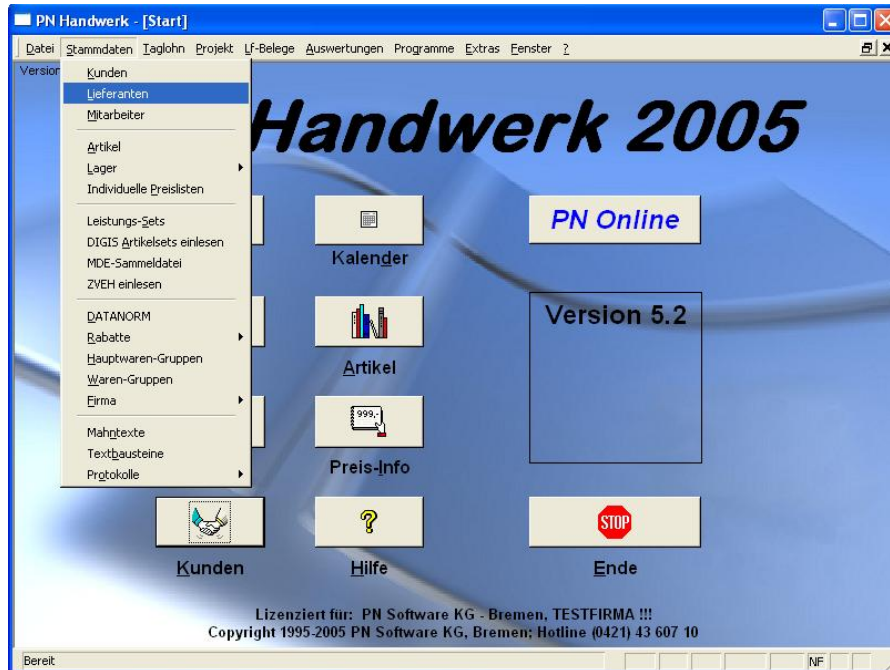 PN Handwerk - [Start]
Datei Stammdaten Taglohn Projekt Lf-Belege Auswertungen Programme Extras Fenster ?
Version
Kunden
Lieferanten
Mitarbeiter
Artikel
Lager
Individuelle Preislisten
Leistungs-Sets
DIGIS Artikelsets einlesen
MDE-Sammeldatei
ZVEH einlesen
DATANORM
Rabatte
Hauptwaren-Gruppen
Waren-Gruppen
Firma
Mahntexte
Textbausteine
Protokolle
Handwerk 2005
PN Online
Kalender
Version 5.2
Artikel
999,-
Preis-Info
STOP
Kunden
Hilfe
Ende
Lizenziert für: PN Software KG - Bremen, TESTFIRMA !!!
Copyright 1995-2005 PN Software KG, Bremen; Hotline (0421) 43 607 10
Bereit
NF